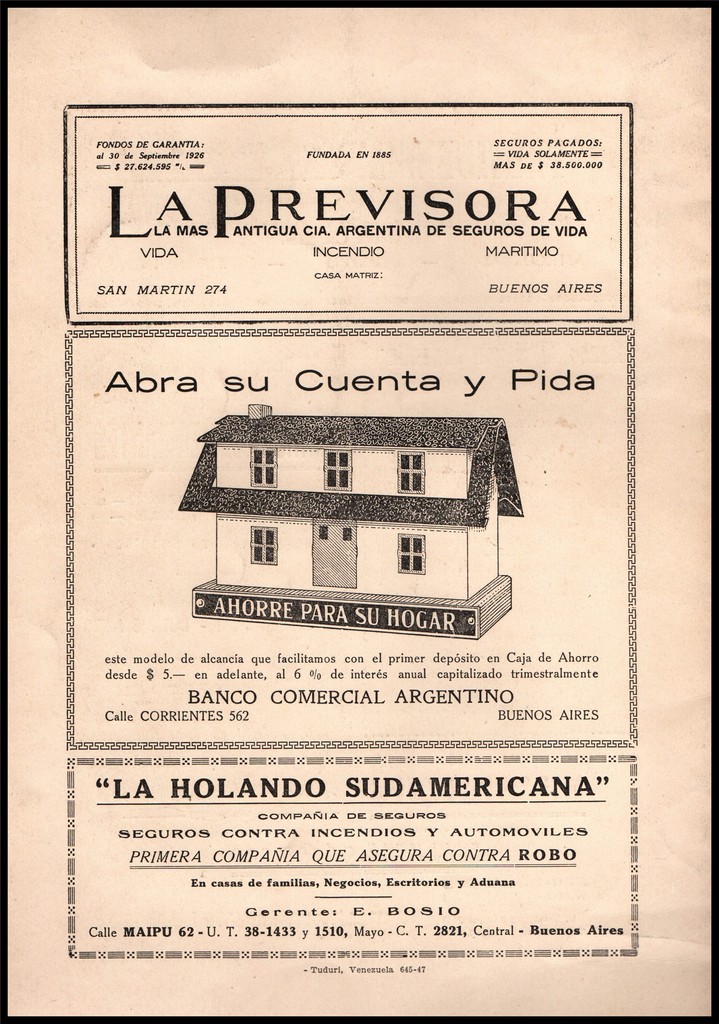 FONDOS DE GARANTIA:
al 30 de Septiembre 1926
$ 27.624.595 m/l.
FUNDADA EN 1885
SEGUROS PAGADOS:
VIDA SOLAMENTE
MAS DE $ 38.500.000
LA PREVISORA
LA MAS ANTIGUA CIA. ARGENTINA DE SEGUROS DE VIDA
VIDA INCENDIO MARITIMO
CASA MATRIZ:
SAN MARTIN 274 BUENOS AIRES
Abra su Cuenta y Pida
AHORRE PARA SU HOGAR
este modelo de alcancía que facilitamos con el primer depósito en Caja de Ahorro
desde $ 5.— en adelante, al 6 % de interés anual capitalizado trimestralmente
BANCO COMERCIAL ARGENTINO
Calle CORRIENTES 562 BUENOS AIRES
“LA HOLANDO SUDAMERICANA”
COMPAÑIA DE SEGUROS
SEGUROS CONTRA INCENDIOS Y AUTOMOVILES
PRIMERA COMPAÑIA QUE ASEGURA CONTRA ROBO
En casas de familias, Negocios, Escritorios y Aduana
Gerente: E. BOSIO
Calle MAIPU 62 - U. T. 38-1433 y 1510, Mayo - C. T. 2821, Central - Buenos Aires
- Tuduri, Venezuela 645-47